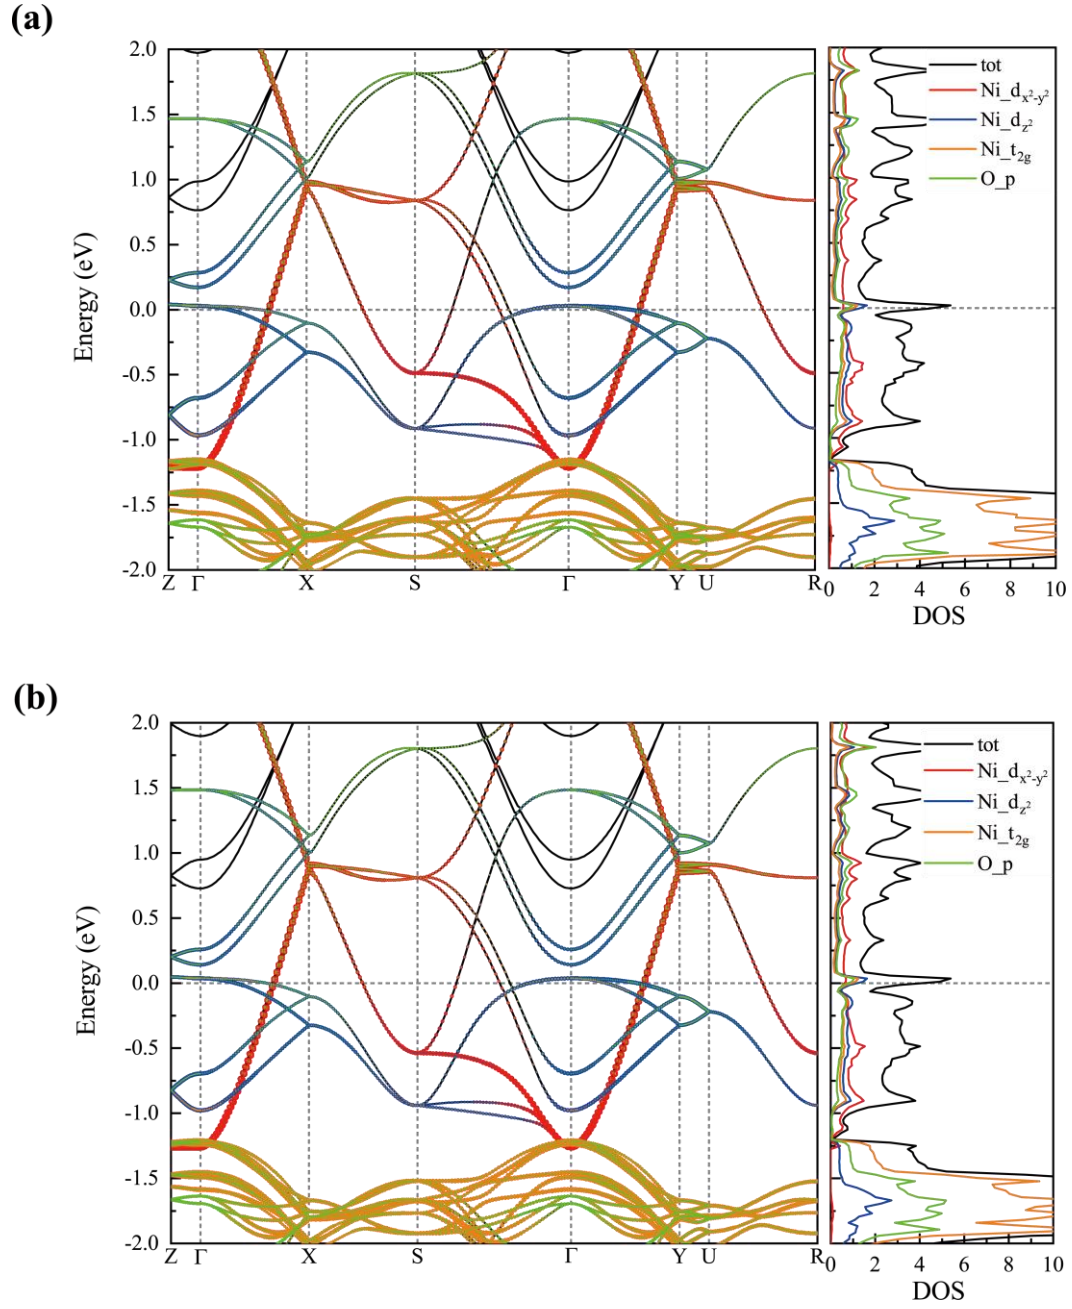 (a)
2.0
1.5
1.0
0.5
0.0
-0.5
-1.0
-1.5
-2.0
Energy (eV)
Z Γ X S Γ Y U R
tot
Ni_dx²-y²
Ni_dz²
Ni_t2g
O_p
0 2 4 6 8 10
DOS
(b)
2.0
1.5
1.0
0.5
0.0
-0.5
-1.0
-1.5
-2.0
Energy (eV)
Z Γ X S Γ Y U R
tot
Ni_dx²-y²
Ni_dz²
Ni_t2g
O_p
0 2 4 6 8 10
DOS